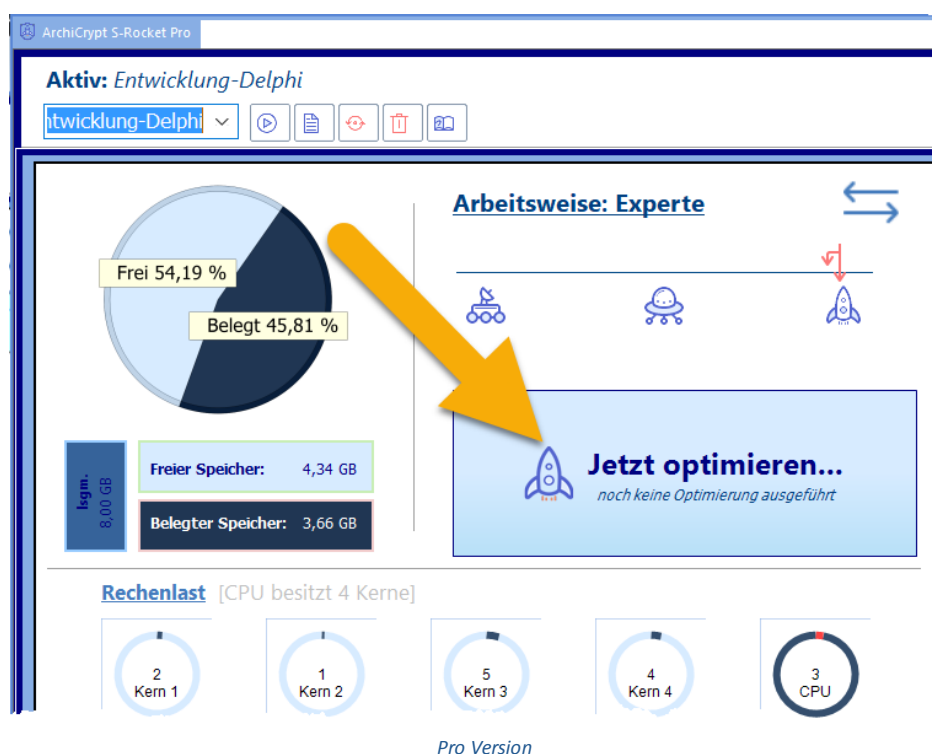 ArchiCrypt S-Rocket Pro
Aktiv: Entwicklung-Delphi
ntwicklung-Delphi
Arbeitsweise: Experte
Frei 54,19 %
Belegt 45,81 %
Isgm.
8,00 GB
Freier Speicher: 4,34 GB
Belegter Speicher: 3,66 GB
Jetzt optimieren...
noch keine Optimierung ausgeführt
Rechenlast [CPU besitzt 4 Kerne]
2
Kern 1
1
Kern 2
5
Kern 3
4
Kern 4
3
CPU
Pro Version